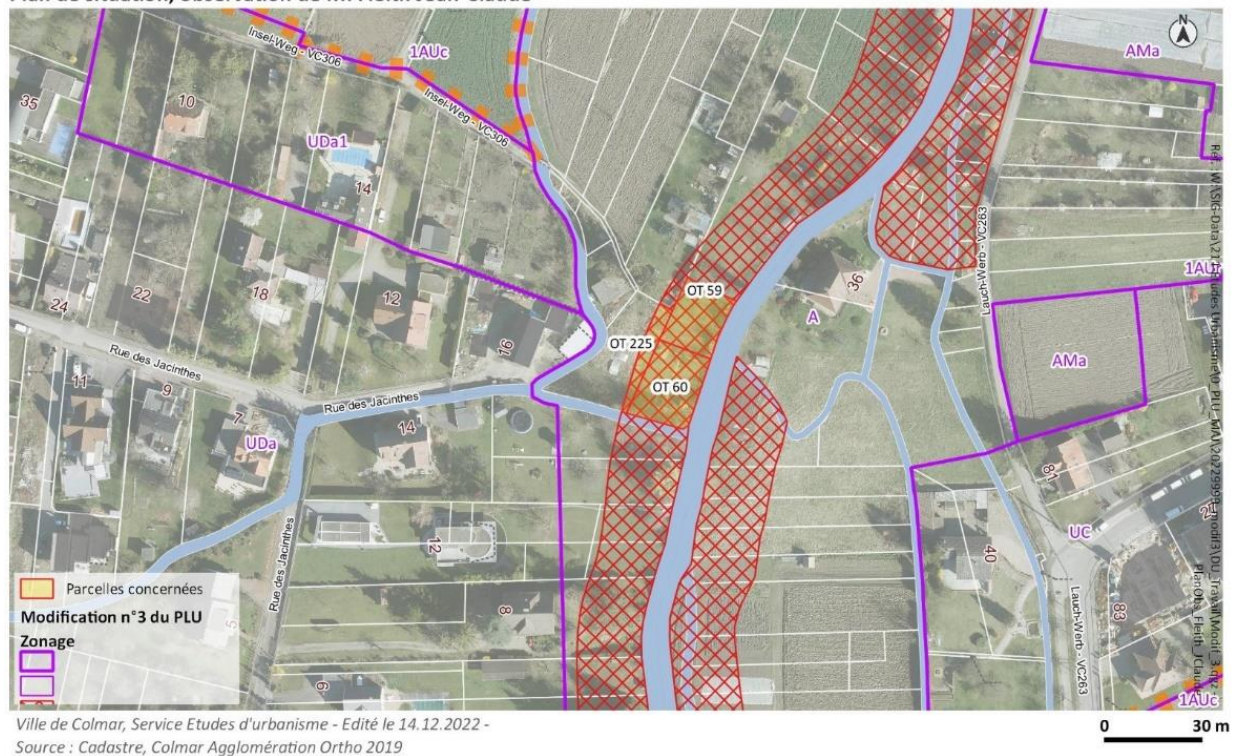 Plan de situation, Observation de M. Fleith Jean-Claude
N
Insel-Weg - VC306
1AUc
AMa
35
10
UDa1
Insel-Weg - VC306
14
Lauch-Werb - VC263
1AUc
OT 59
36
24
22
18
12
16
OT 225
A
AMa
Rue des Jacinthes
OT 60
11
9
7
UDa
Rue des Jacinthes
14
81
UC
40
12
Rue des Jacinthes
8
83
Lauch-Werb - VC263
5
6
1AUc
Parcelles concernées
Modification n°3 du PLU
Zonage
PlanObs_Fleith_JClaude
Ville de Colmar, Service Etudes d'urbanisme - Edité le 14.12.2022 -
Source : Cadastre, Colmar Agglomération Ortho 2019
0 30 m